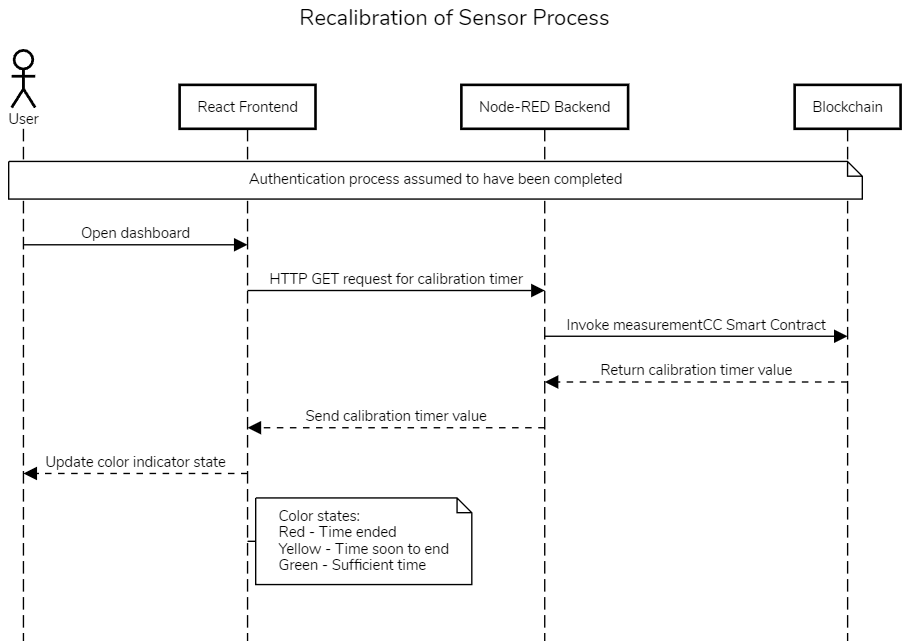 Recalibration of Sensor Process
User
React Frontend
Node-RED Backend
Blockchain
Authentication process assumed to have been completed
Open dashboard
HTTP GET request for calibration timer
Invoke measurementCC Smart Contract
Return calibration timer value
Send calibration timer value
Update color indicator state
Color states:
Red - Time ended
Yellow - Time soon to end
Green - Sufficient time